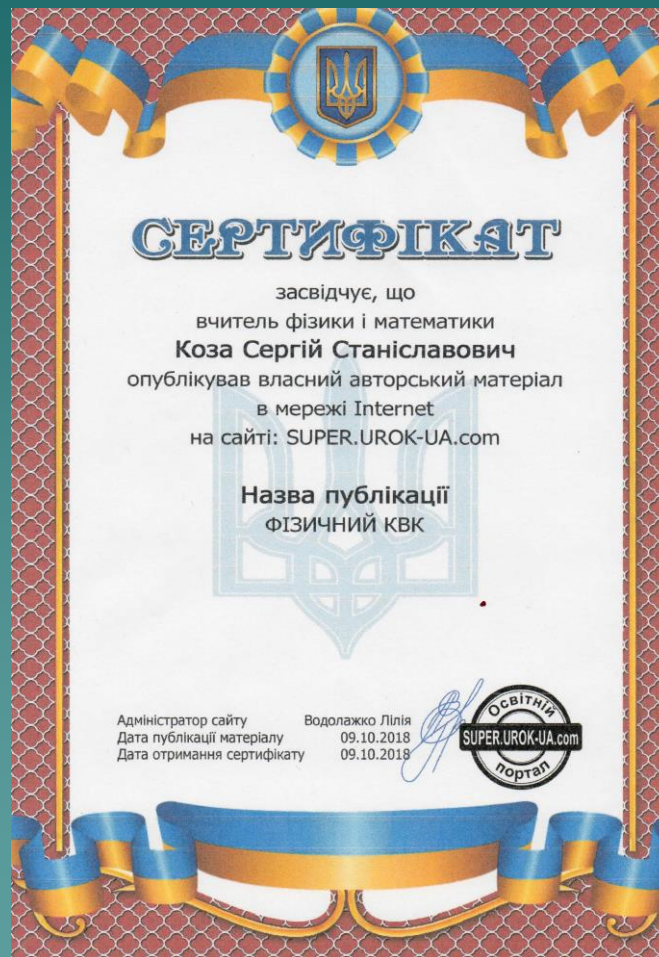 СЕРТИФІКАТ
засвідчує, що
вчитель фізики і математики
Коза Сергій Станіславович
опублікував власний авторський матеріал
в мережі Internet
на сайті: SUPER.UROK-UA.com
Назва публікації
ФІЗИЧНИЙ КВК
Адміністратор сайту Водолажко Лілія
Дата публікації матеріалу 09.10.2018
Дата отримання сертифікату 09.10.2018
Освітній
SUPER.UROK-UA.com
портал